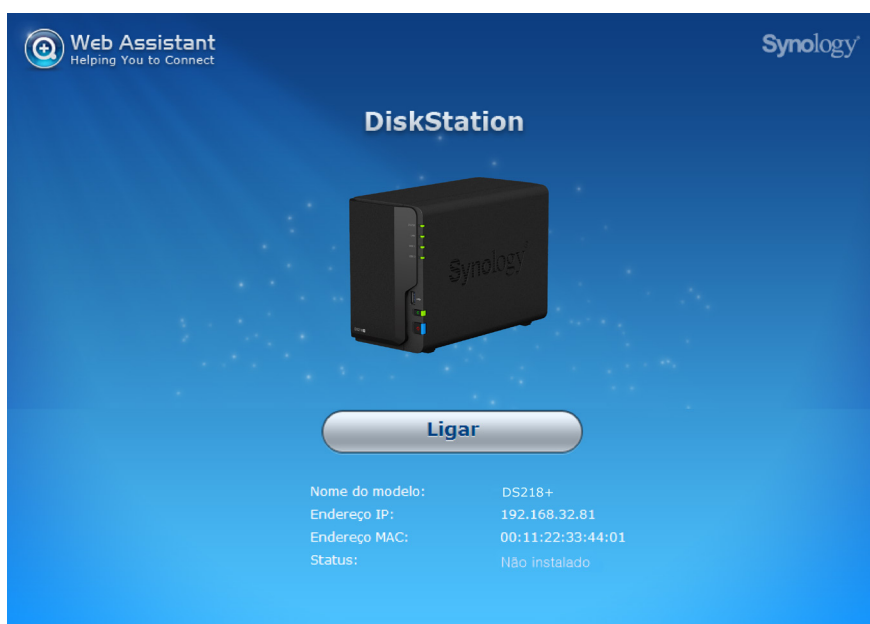 Web Assistant
Helping You to Connect
Synology
DiskStation
Synology
Ligar
Nome do modelo: DS218+
Endereço IP: 192.168.32.81
Endereço MAC: 00:11:22:33:44:01
Status: Não instalado